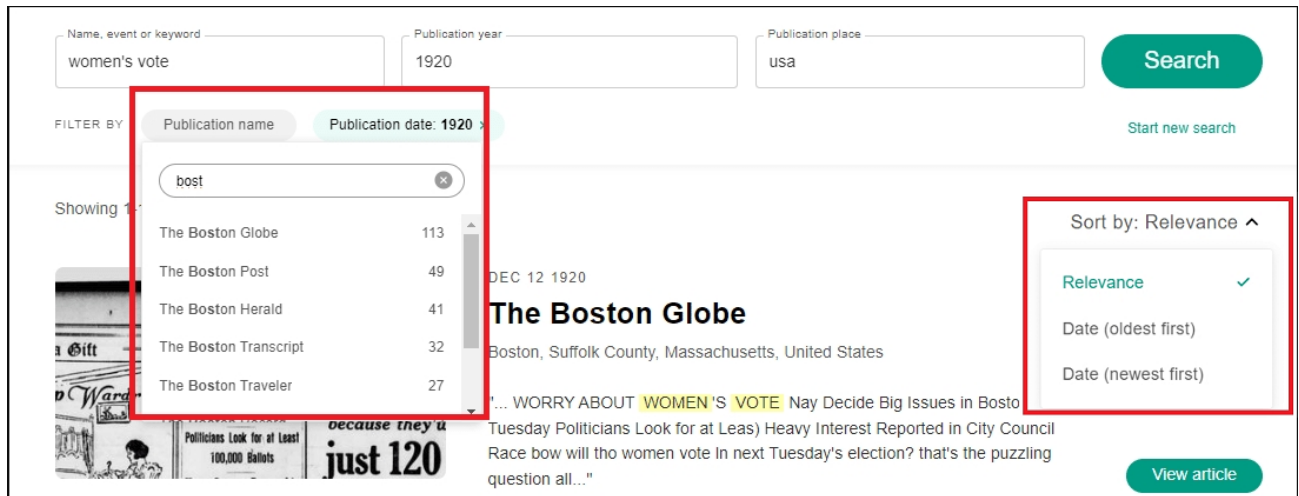 Name, event or keyword
women's vote
Publication year
1920
Publication place
usa
Search
FILTER BY
Publication name
Publication date: 1920 ×
Start new search
bost
Showing 1-
The Boston Globe 113
The Boston Post 49
The Boston Herald 41
The Boston Transcript 32
The Boston Traveler 27
Sort by: Relevance
Relevance
Date (oldest first)
Date (newest first)
DEC 12 1920
The Boston Globe
Boston, Suffolk County, Massachusetts, United States
"... WORRY ABOUT WOMEN 'S VOTE Nay Decide Big Issues in Bosto
Tuesday Politicians Look for at Leas) Heavy Interest Reported in City Council
Race bow will tho women vote In next Tuesday's election? that's the puzzling
question all..."
View article
a Gift
Politicians Look for at Least
100,000 Ballots
because they'd
just 120